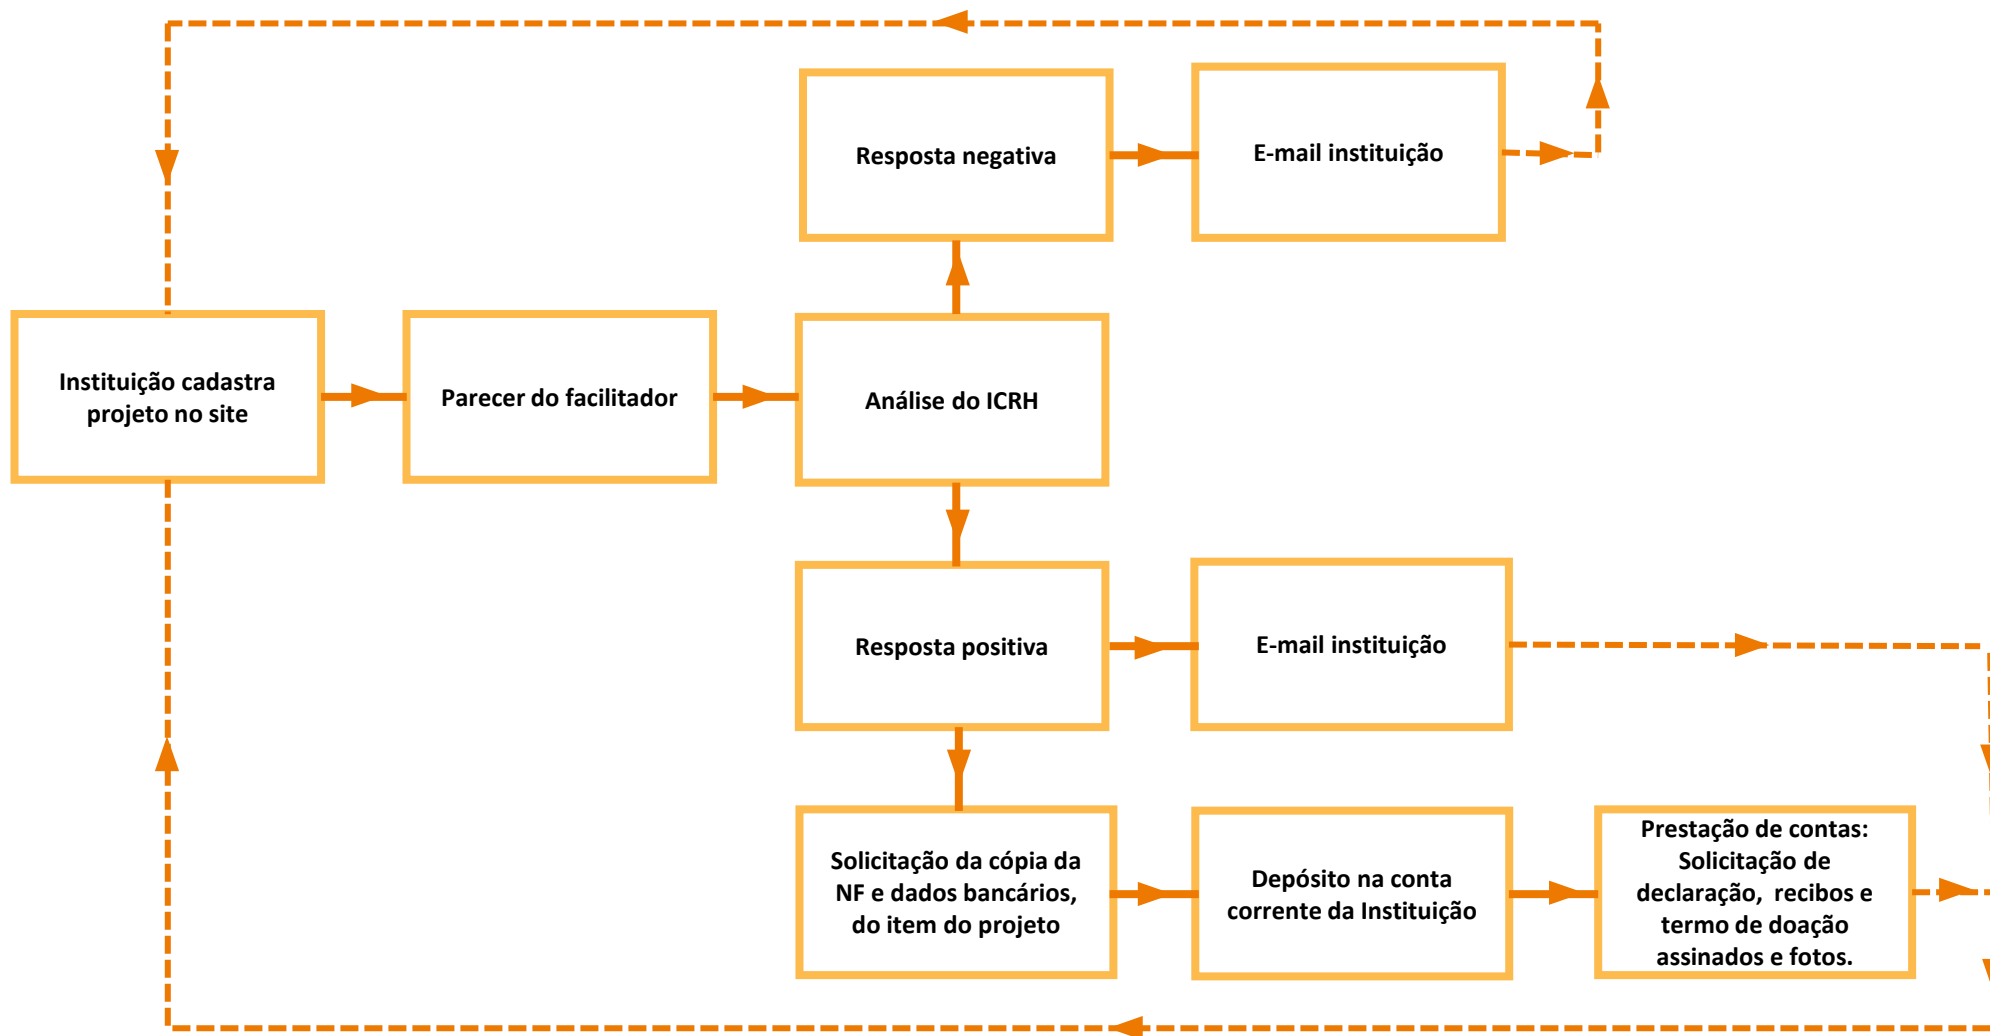 Resposta negativa
E-mail instituição
Instituição cadastra
projeto no site
Parecer do facilitador
Análise do ICRH
Resposta positiva
E-mail instituição
Solicitação da cópia da
NF e dados bancários,
do item do projeto
Depósito na conta
corrente da Instituição
Prestação de contas:
Solicitação de
declaração,  recibos e
termo de doação
assinados e fotos.